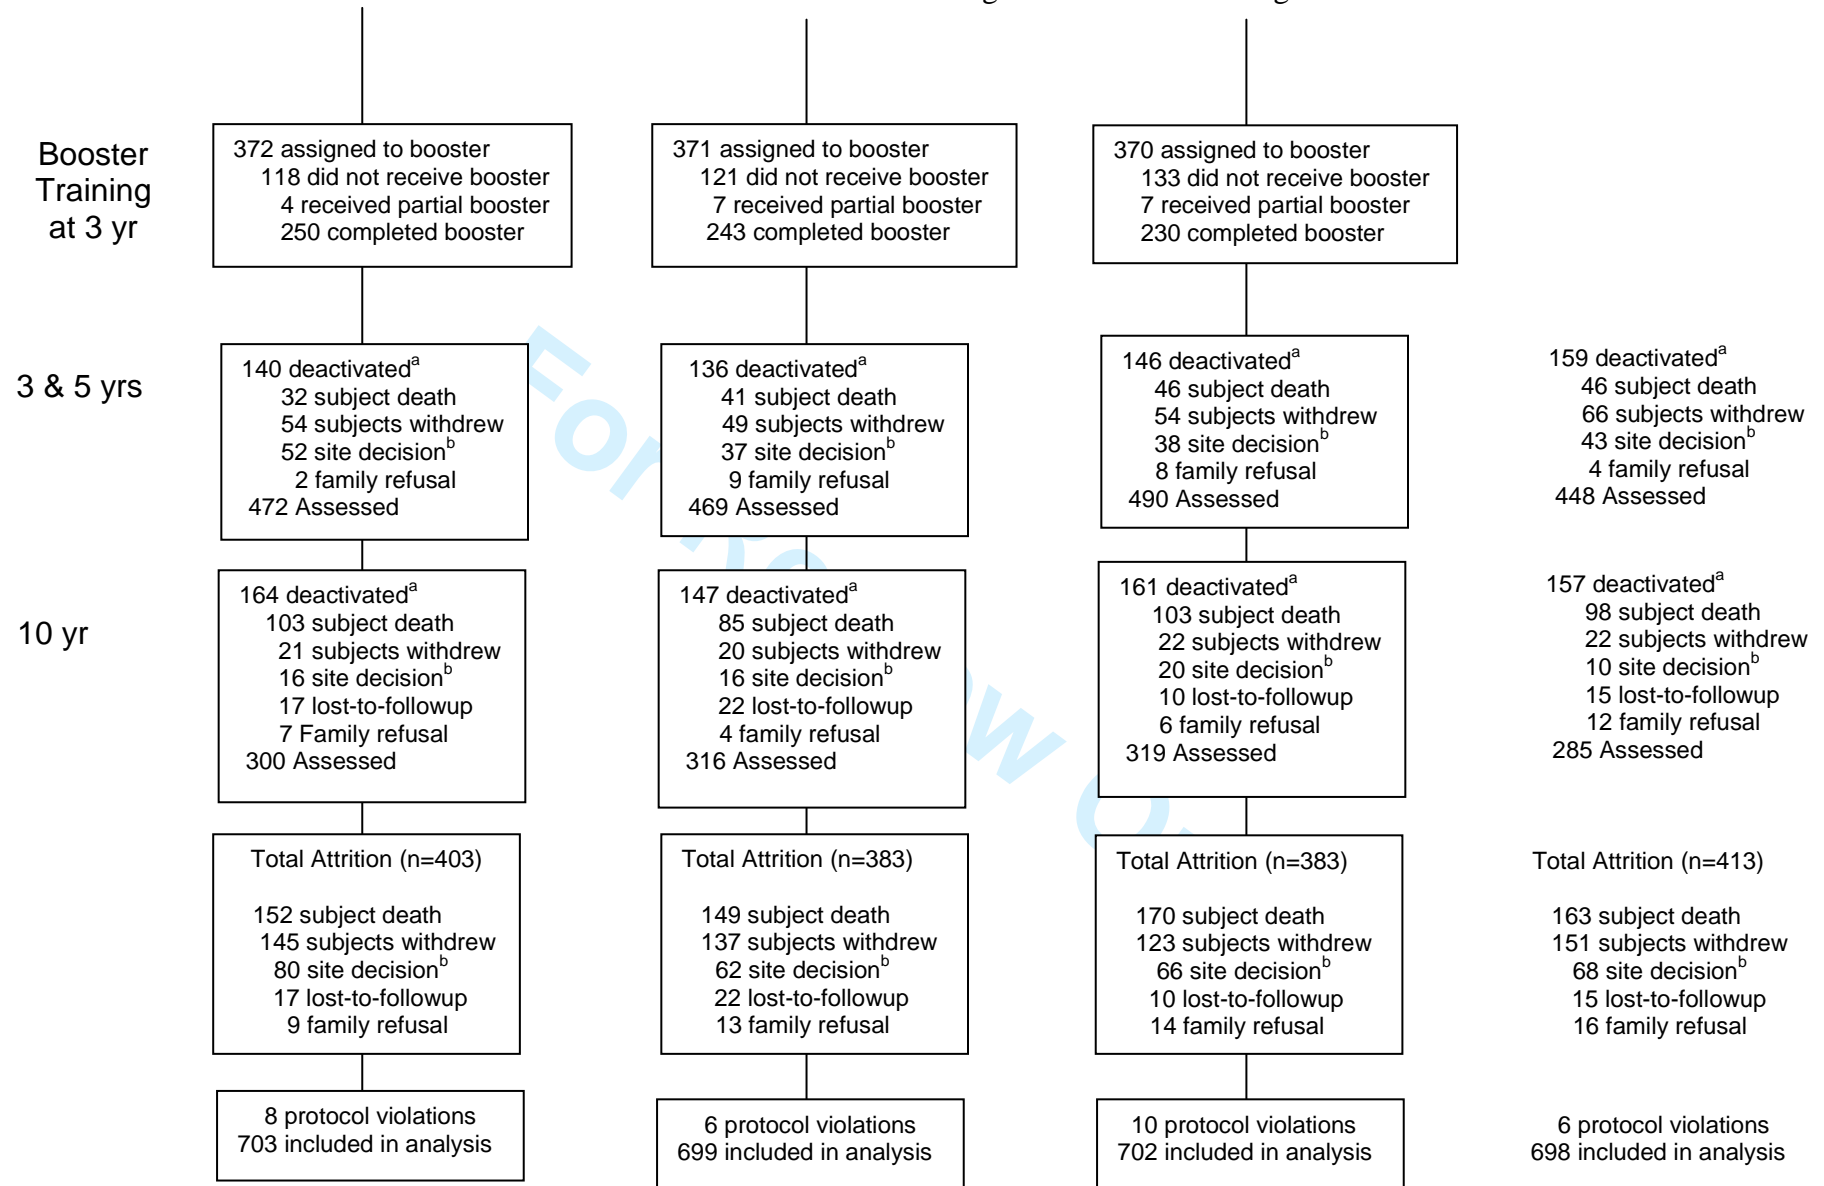 Booster
Training
at 3 yr
372 assigned to booster
118 did not receive booster
4 received partial booster
250 completed booster
371 assigned to booster
121 did not receive booster
7 received partial booster
243 completed booster
370 assigned to booster
133 did not receive booster
7 received partial booster
230 completed booster
3 & 5 yrs
140 deactivatedᵃ
32 subject death
54 subjects withdrew
52 site decisionᵇ
2 family refusal
472 Assessed
136 deactivatedᵃ
41 subject death
49 subjects withdrew
37 site decisionᵇ
9 family refusal
469 Assessed
146 deactivatedᵃ
46 subject death
54 subjects withdrew
38 site decisionᵇ
8 family refusal
490 Assessed
159 deactivatedᵃ
46 subject death
66 subjects withdrew
43 site decisionᵇ
4 family refusal
448 Assessed
10 yr
164 deactivatedᵃ
103 subject death
21 subjects withdrew
16 site decisionᵇ
17 lost-to-followup
7 Family refusal
300 Assessed
147 deactivatedᵃ
85 subject death
20 subjects withdrew
16 site decisionᵇ
22 lost-to-followup
4 family refusal
316 Assessed
161 deactivatedᵃ
103 subject death
22 subjects withdrew
20 site decisionᵇ
10 lost-to-followup
6 family refusal
319 Assessed
157 deactivatedᵃ
98 subject death
22 subjects withdrew
10 site decisionᵇ
15 lost-to-followup
12 family refusal
285 Assessed
Total Attrition (n=403)
152 subject death
145 subjects withdrew
80 site decisionᵇ
17 lost-to-followup
9 family refusal
Total Attrition (n=383)
149 subject death
137 subjects withdrew
62 site decisionᵇ
22 lost-to-followup
13 family refusal
Total Attrition (n=383)
170 subject death
123 subjects withdrew
66 site decisionᵇ
10 lost-to-followup
14 family refusal
Total Attrition (n=413)
163 subject death
151 subjects withdrew
68 site decisionᵇ
15 lost-to-followup
16 family refusal
8 protocol violations
703 included in analysis
6 protocol violations
699 included in analysis
10 protocol violations
702 included in analysis
6 protocol violations
698 included in analysis
For